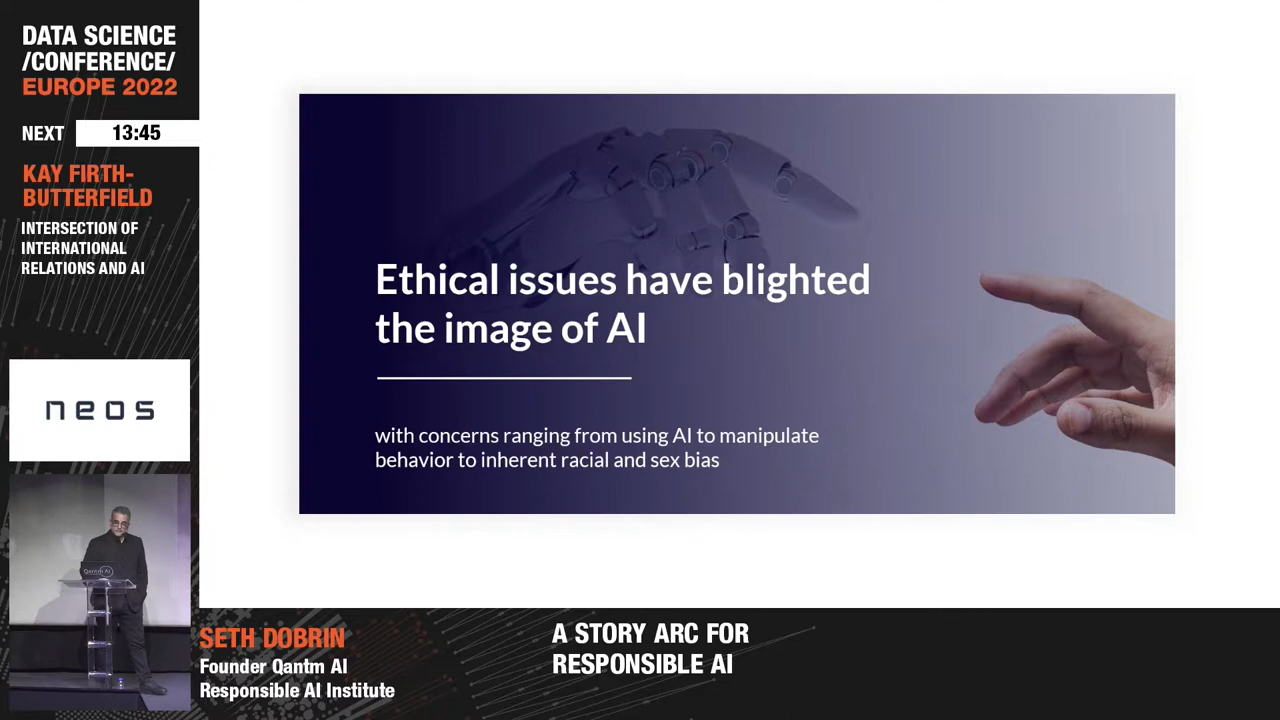 DATA SCIENCE
/CONFERENCE/
EUROPE 2022
NEXT 13:45
KAY FIRTH-
BUTTERFIELD
INTERSECTION OF
INTERNATIONAL
RELATIONS AND AI
neos
Qantm AI
Ethical issues have blighted
the image of AI
with concerns ranging from using AI to manipulate
behavior to inherent racial and sex bias
SETH DOBRIN
Founder Qantm AI
Responsible AI Institute
A STORY ARC FOR
RESPONSIBLE AI